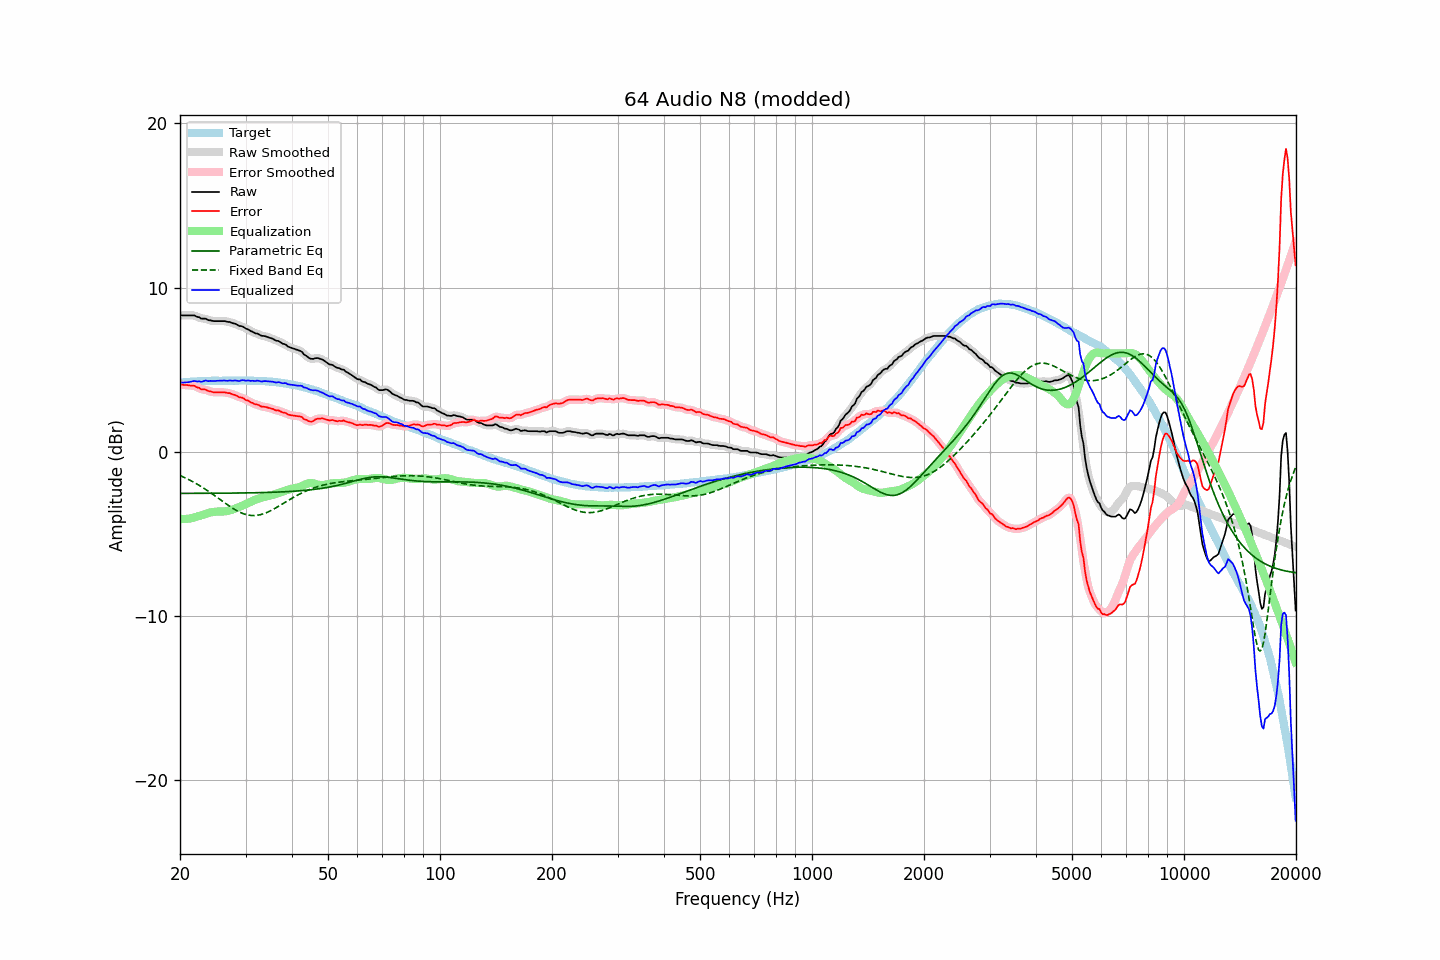 64 Audio N8 (modded)
Target
Raw Smoothed
Error Smoothed
Raw
Error
Equalization
Parametric Eq
Fixed Band Eq
Equalized
20
10
0
−10
−20
Amplitude (dBr)
20
50
100
200
500
1000
2000
5000
10000
20000
Frequency (Hz)